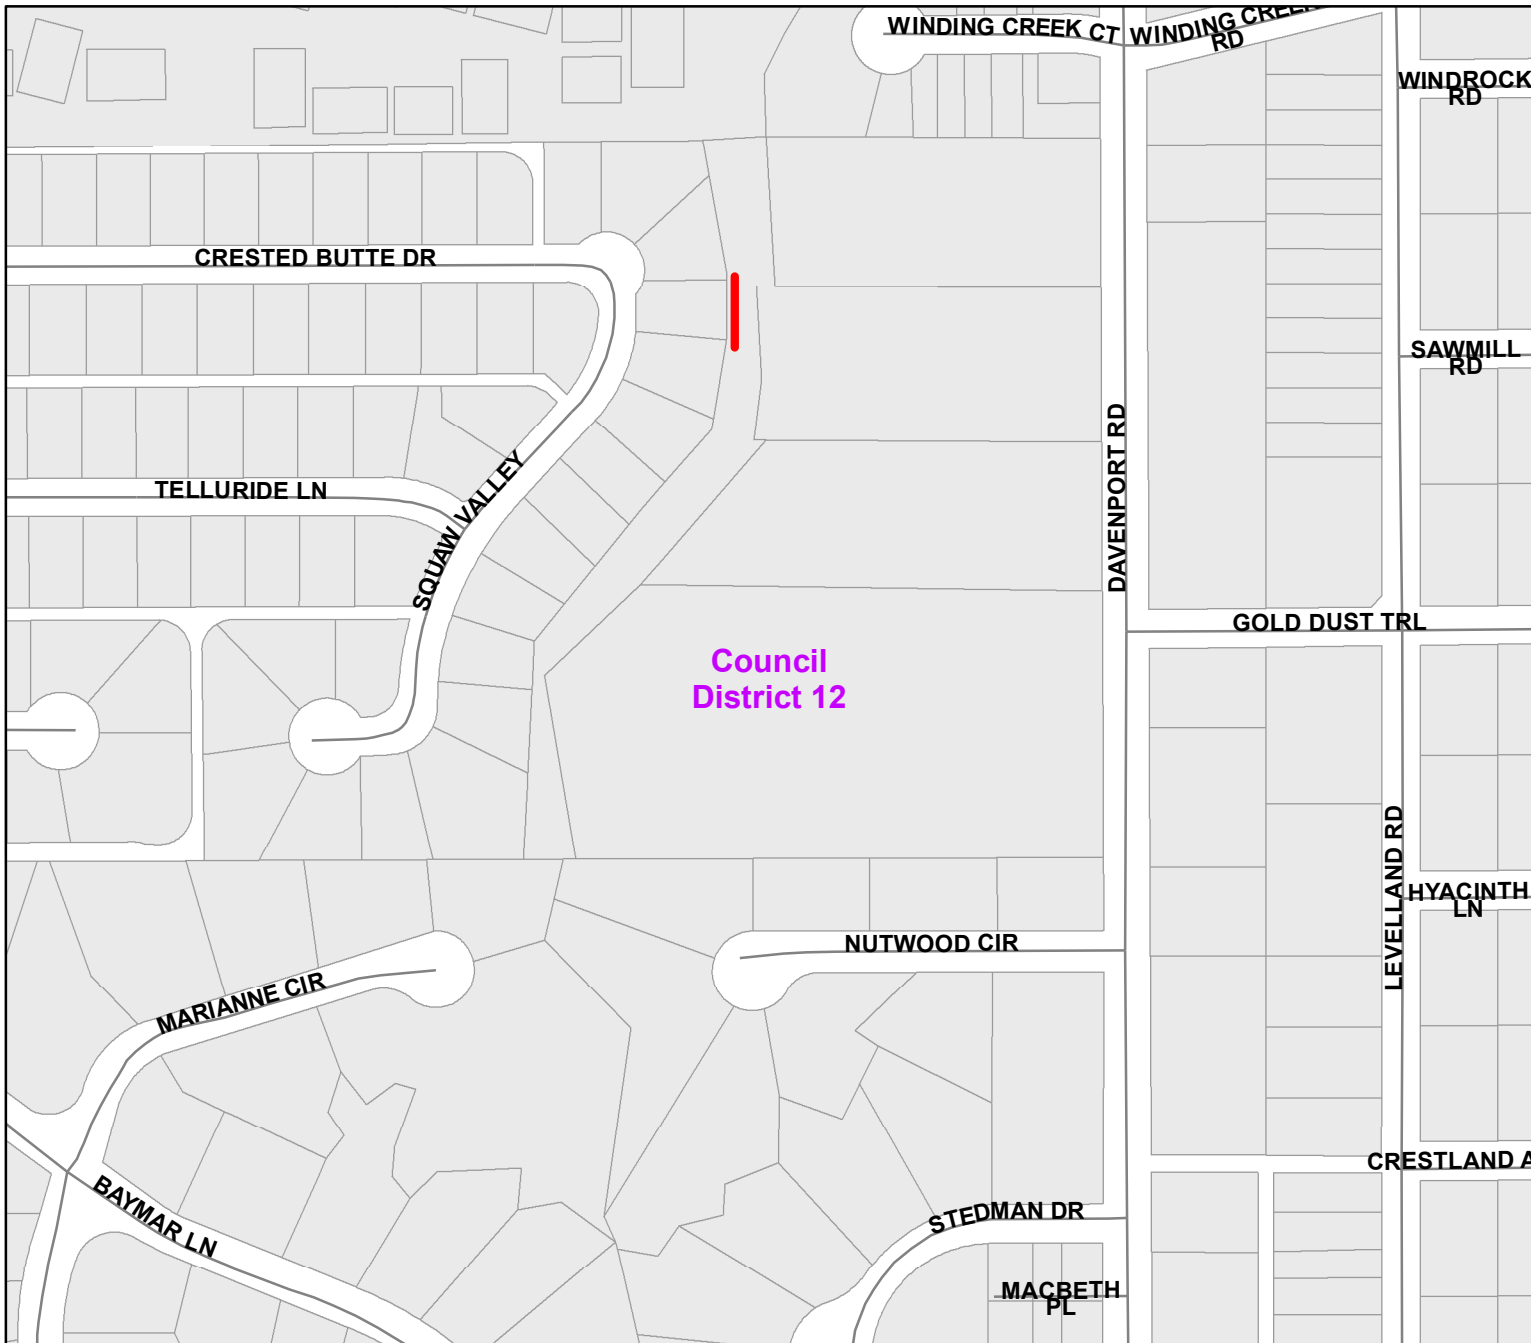 WINDING CREEK CT
WINDING CREEK
RD
WINDROCK
RD
CRESTED BUTTE DR
SAWMILL
RD
TELLURIDE LN
SQUAW VALLEY
DAVENPORT RD
GOLD DUST TRL
Council
District 12
LEVELLAND RD
HYACINTH
LN
NUTWOOD CIR
MARIANNE CIR
CRESTLAND A
BAYMAR LN
STEDMAN DR
MACBETH
PL